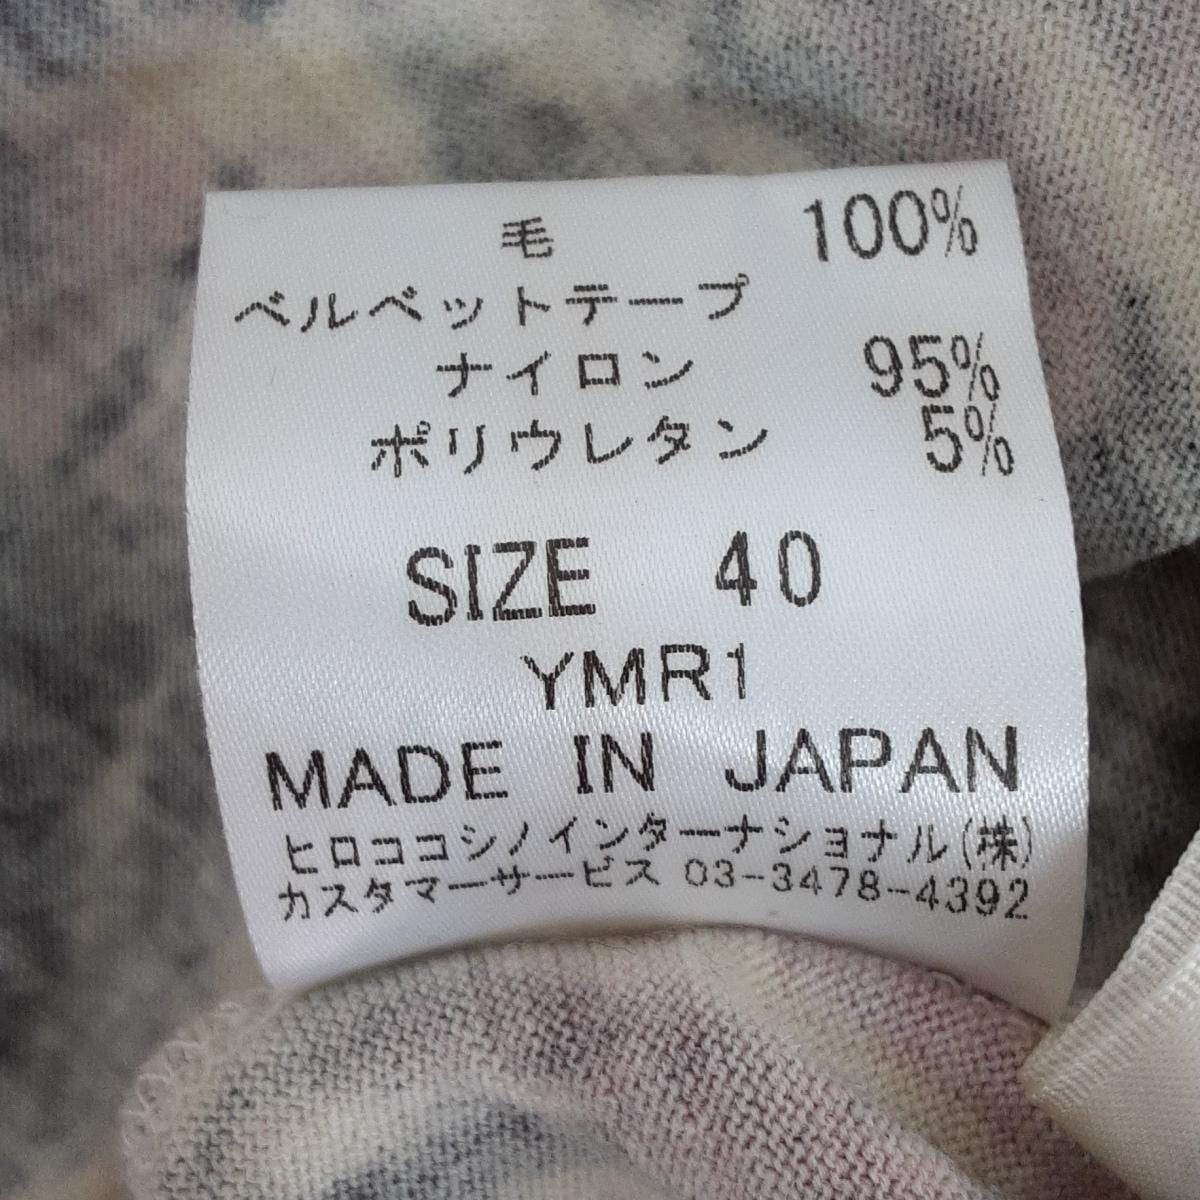 毛 100%
ベルベットテープ
ナイロン 95%
ポリウレタン 5%
SIZE 40
YMR1
MADE IN JAPAN
ヒロココシノインターナショナル(株)
カスタマーサービス 03-3478-4392